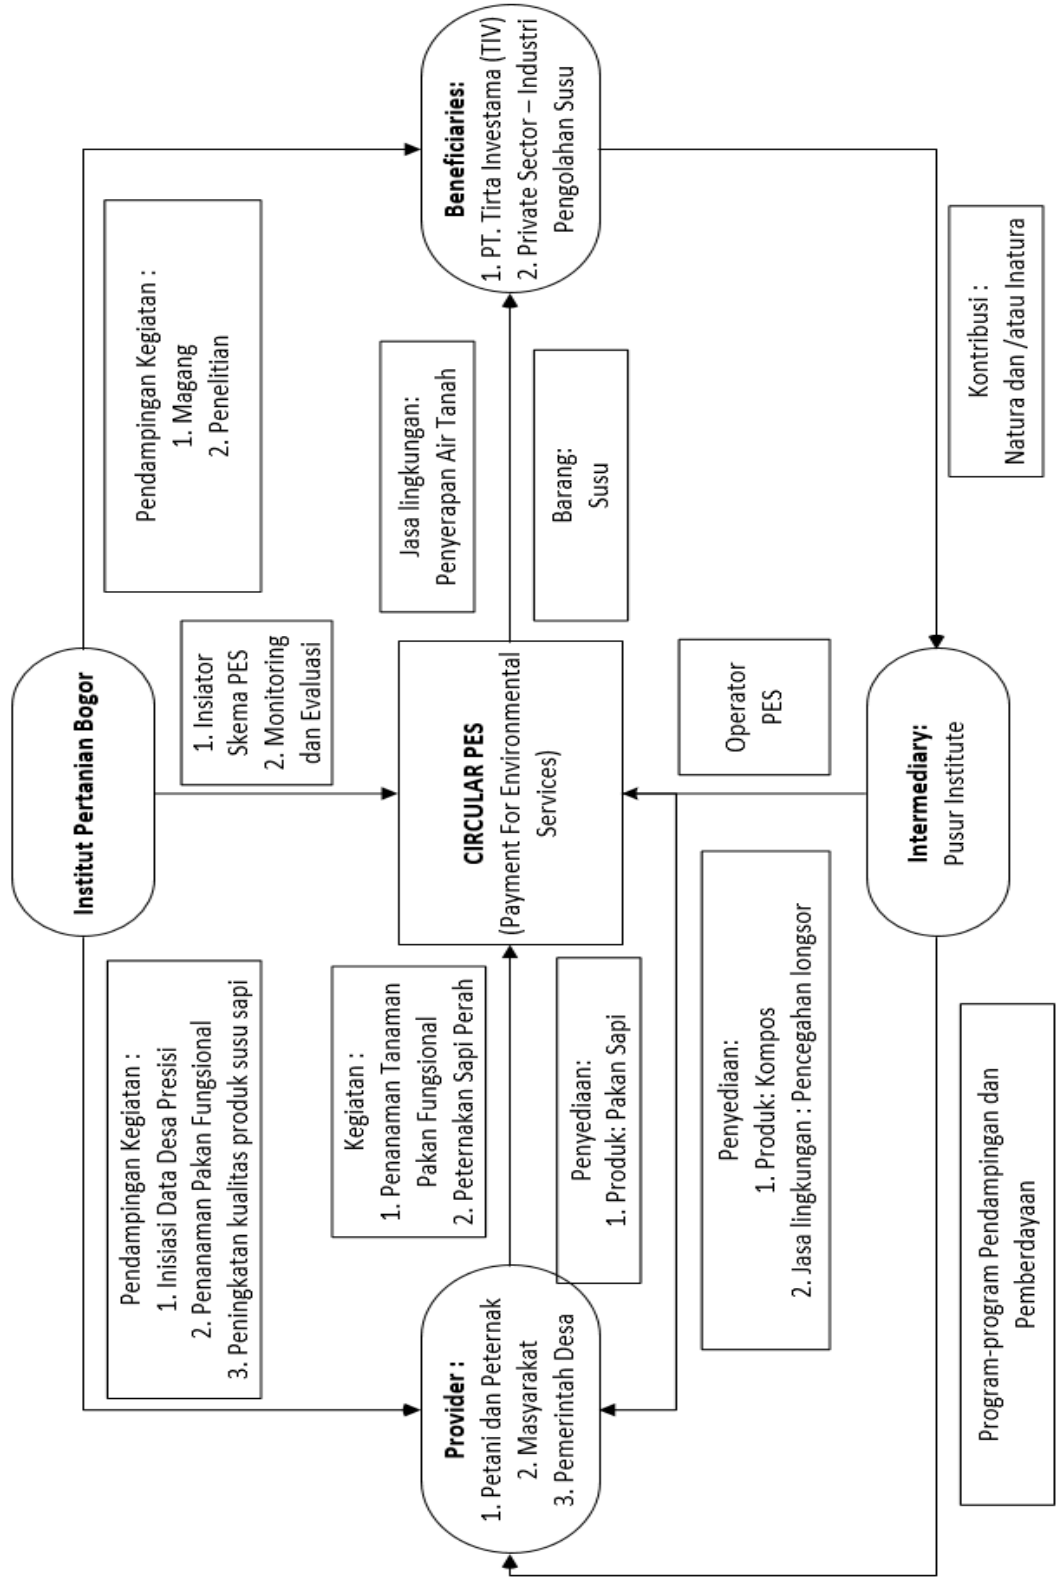 Institut Pertanian Bogor
Pendampingan Kegiatan :
1. Inisiasi Data Desa Presisi
2. Penanaman Pakan Fungsional
3. Peningkatan kualitas produk susu sapi
1. Insiator
Skema PES
2. Monitoring
dan Evaluasi
Pendampingan Kegiatan :
1. Magang
2. Penelitian
Kegiatan :
1. Penanaman Tanaman
Pakan Fungsional
2. Peternakan Sapi Perah
Jasa lingkungan:
Penyerapan Air Tanah
Provider :
1. Petani dan Peternak
2. Masyarakat
3. Pemerintah Desa
CIRCULAR PES
(Payment For Environmental
Services)
Beneficiaries:
1. PT. Tirta Investama (TIV)
2. Private Sector – Industri
Pengolahan Susu
Penyediaan:
1. Produk: Pakan Sapi
Barang:
Susu
Penyediaan:
1. Produk: Kompos
2. Jasa lingkungan : Pencegahan longsor
Operator
PES
Intermediary:
Pusur Institute
Program-program Pendampingan dan
Pemberdayaan
Kontribusi :
Natura dan /atau Inatura